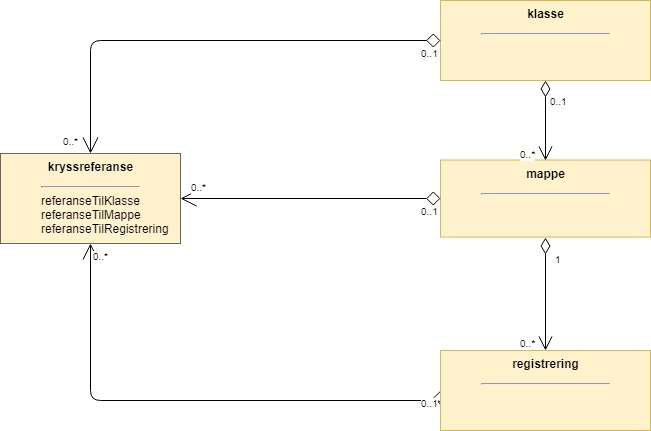 klasse
0..1
0..1
0..*
0..*
kryssreferanse
referanseTilKlasse
referanseTilMappe
referanseTilRegistrering
mappe
0..*
0..1
0..*
1
0..*
registrering
0..1